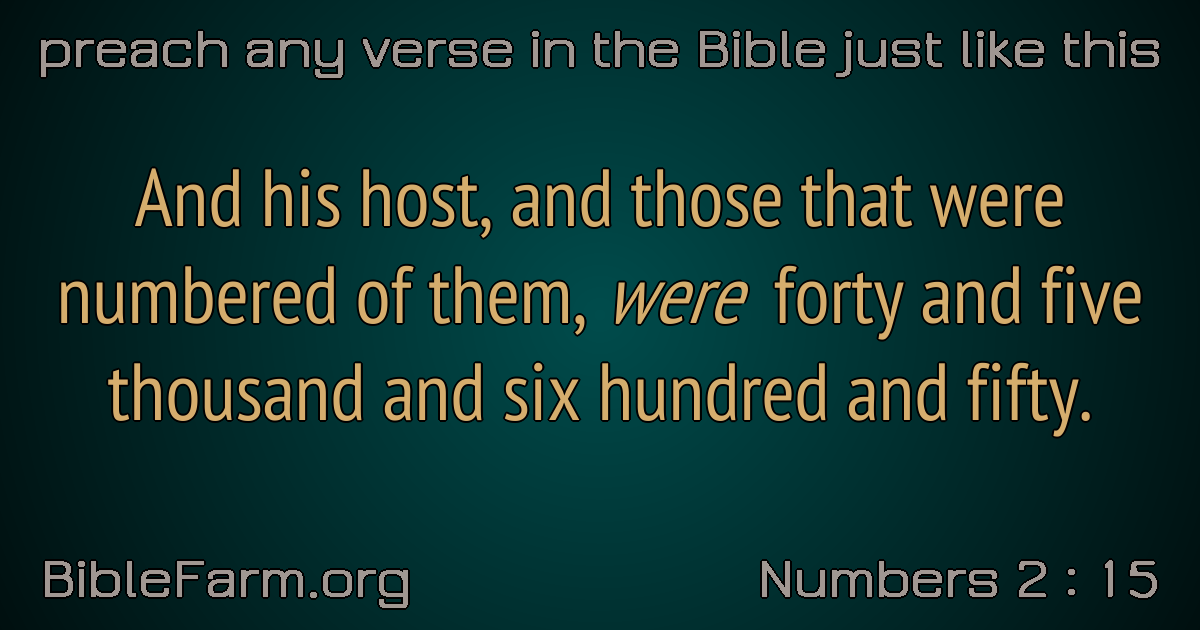 preach any verse in the Bible just like this
And his host, and those that were
numbered of them, were forty and five
thousand and six hundred and fifty.
BibleFarm.org
Numbers 2 : 15